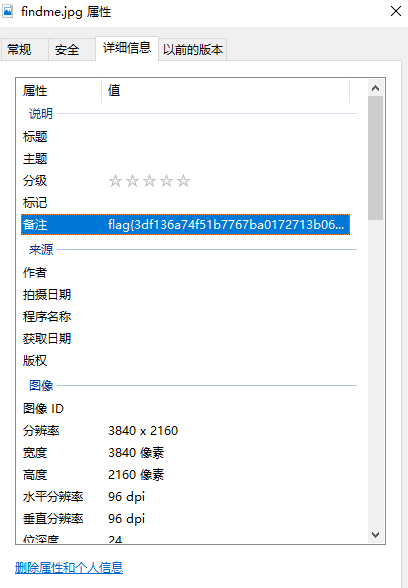 findme.jpg 属性
常规 安全 详细信息 以前的版本
属性 值
说明
标题
主题
分级
标记
备注 flag{3df136a74f51b7767ba0172713b06...
来源
作者
拍摄日期
程序名称
获取日期
版权
图像
图像 ID
分辨率 3840 x 2160
宽度 3840 像素
高度 2160 像素
水平分辨率 96 dpi
垂直分辨率 96 dpi
位深度 24
删除属性和个人信息